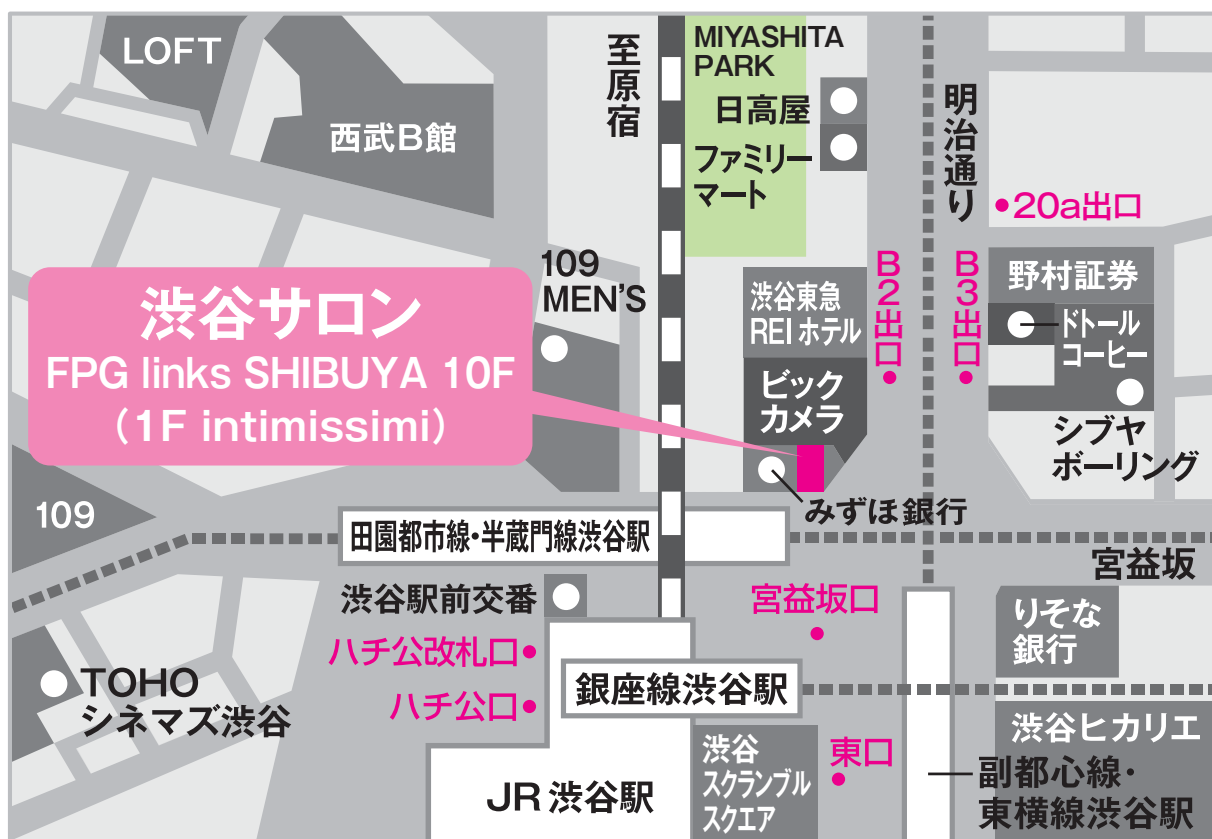 LOFT
西武B館
至原宿
MIYASHITA
PARK
日高屋
ファミリー
マート
明治通り
20a出口
109
MEN'S
渋谷サロン
FPG links SHIBUYA 10F
(1F intimissimi)
渋谷東急
REI ホテル
B2出口
B3出口
野村証券
ドトール
コーヒー
ビック
カメラ
シブヤ
ボーリング
みずほ銀行
109
田園都市線・半蔵門線渋谷駅
宮益坂
渋谷駅前交番
宮益坂口
りそな
銀行
ハチ公改札口
銀座線渋谷駅
ハチ公口
TOHO
シネマズ渋谷
JR 渋谷駅
渋谷
スクランブル
スクエア
東口
渋谷ヒカリエ
副都心線・
東横線渋谷駅